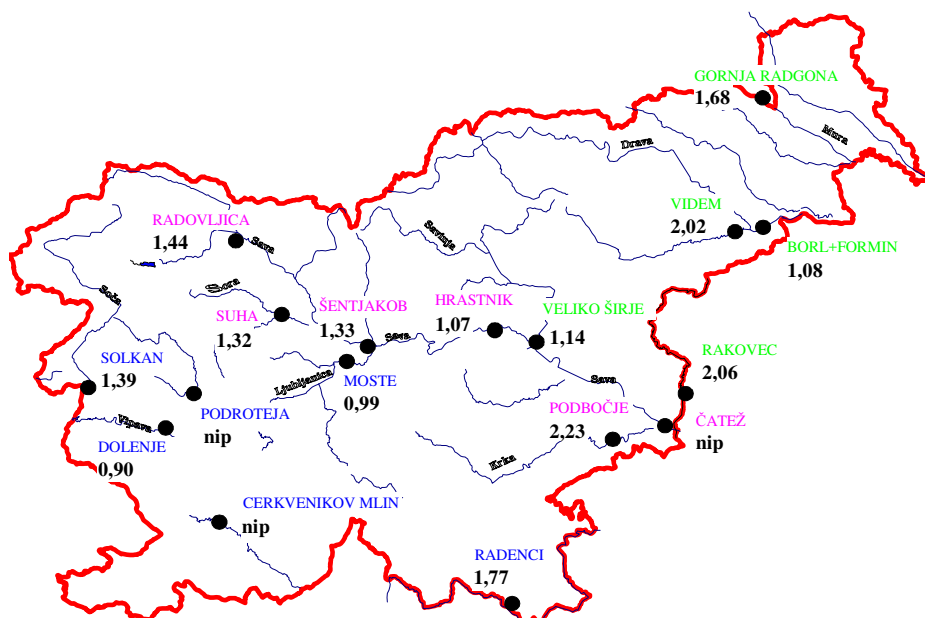 GORNJA RADGONA
1,68
Mura
Drava
VIDEM
2,02
BORL+FORMIN
1,08
RADOVLJICA
1,44
Sava
Savinja
Soča
Sora
SUHA
1,32
ŠENTJAKOB
1,33
Sava
HRASTNIK
1,07
VELIKO ŠIRJE
1,14
SOLKAN
1,39
Ljubljanica
MOSTE
0,99
Sava
RAKOVEC
2,06
PODROTEJA
nip
Vipava
DOLENJE
0,90
PODBOČJE
2,23
ČATEŽ
nip
Krka
CERKVENIKOV MLIN
nip
RADENCI
1,77